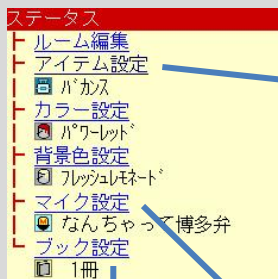 ステータス
ルーム編集
アイテム設定
ﾊﾞｶﾝｽ
カラー設定
ﾊﾟﾜｰﾚｯﾄﾞ
背景色設定
ﾌﾚｯｼｭﾚﾓﾈｰﾄﾞ
マイク設定
なんちゃって博多弁
ブック設定
1冊